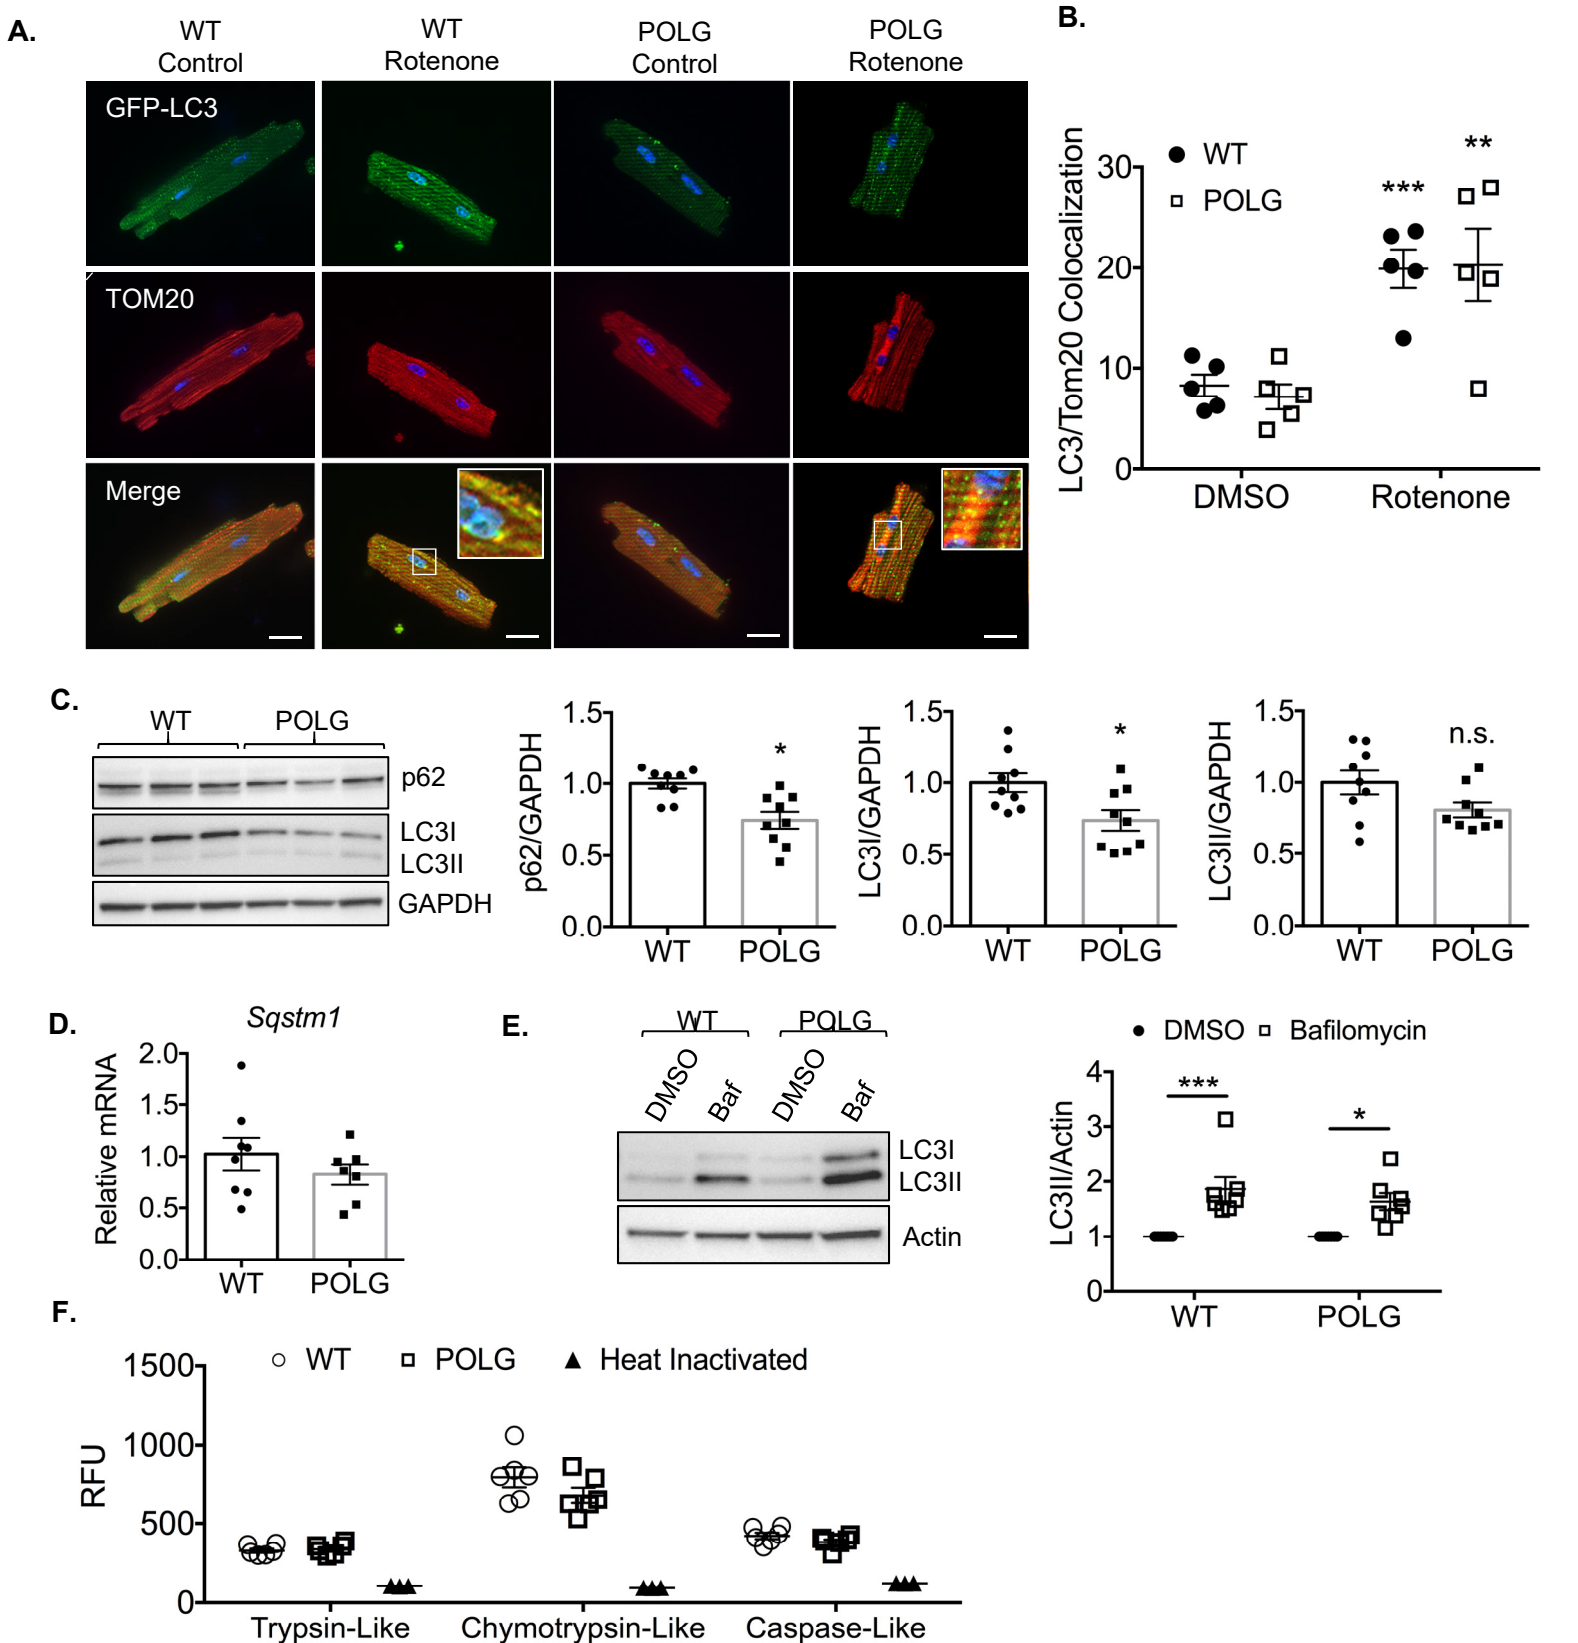 A.
WT
Control
WT
Rotenone
POLG
Control
POLG
Rotenone
GFP-LC3
TOM20
Merge
B.
LC3/Tom20 Colocalization
30
20
10
0
WT
POLG
***
**
DMSO
Rotenone
C.
WT
POLG
p62
LC3I
LC3II
GAPDH
p62/GAPDH
1.5
1.0
0.5
0.0
*
WT
POLG
LC3I/GAPDH
1.5
1.0
0.5
0.0
*
WT
POLG
LC3II/GAPDH
1.5
1.0
0.5
0.0
n.s.
WT
POLG
D.
Sqstm1
Relative mRNA
2.0
1.5
1.0
0.5
0.0
WT
POLG
E.
WT
POLG
DMSO
Baf
DMSO
Baf
LC3I
LC3II
Actin
DMSO
Bafilomycin
LC3II/Actin
4
3
2
1
0
***
*
WT
POLG
F.
WT
POLG
Heat Inactivated
RFU
1500
1000
500
0
Trypsin-Like
Chymotrypsin-Like
Caspase-Like